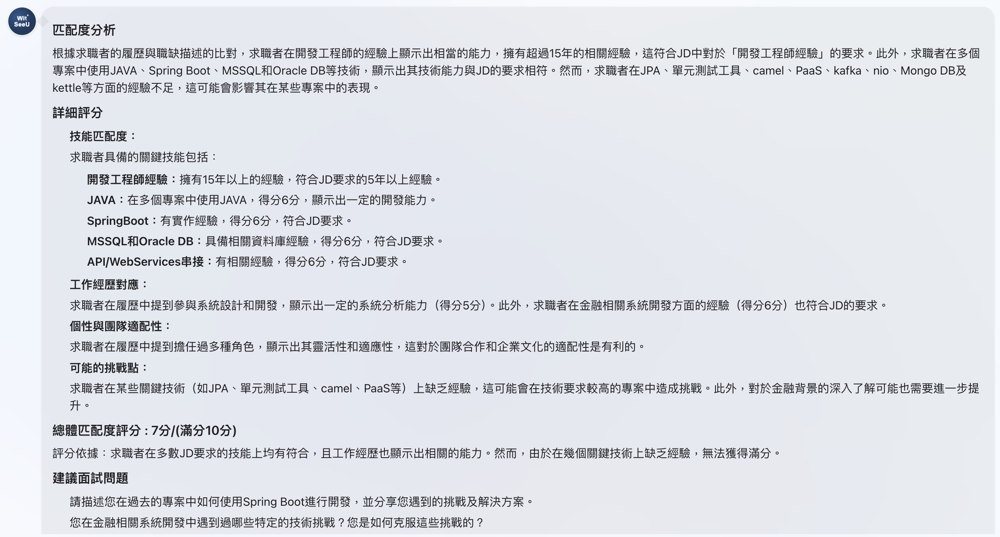 Wit
SeeU
匹配度分析
根據求職者的履歷與職缺描述的比對，求職者在開發工程師的經驗上顯示出相當的能力，擁有超過15年的相關經驗，這符合JD中對於「開發工程師經驗」的要求。此外，求職者在多個
專案中使用JAVA、Spring Boot、MSSQL和Oracle DB等技術，顯示出其技術能力與JD的要求相符。然而，求職者在JPA、單元測試工具、camel、PaaS、kafka、nio、Mongo DB及
kettle等方面的經驗不足，這可能會影響其在某些專案中的表現。
詳細評分
技能匹配度：
求職者具備的關鍵技能包括：
開發工程師經驗：擁有15年以上的經驗，符合JD要求的5年以上經驗。
JAVA：在多個專案中使用JAVA，得分6分，顯示出一定的開發能力。
SpringBoot：有實作經驗，得分6分，符合JD要求。
MSSQL和Oracle DB：具備相關資料庫經驗，得分6分，符合JD要求。
API/WebServices串接：有相關經驗，得分6分，符合JD要求。
工作經歷對應：
求職者在履歷中提到參與系統設計和開發，顯示出一定的系統分析能力（得分5分）。此外，求職者在金融相關系統開發方面的經驗（得分6分）也符合JD的要求。
個性與團隊適配性：
求職者在履歷中提到擔任過多種角色，顯示出其靈活性和適應性，這對於團隊合作和企業文化的適配性是有利的。
可能的挑戰點：
求職者在某些關鍵技術（如JPA、單元測試工具、camel、PaaS等）上缺乏經驗，這可能會在技術要求較高的專案中造成挑戰。此外，對於金融背景的深入了解可能也需要進一步提
升。
總體匹配度評分 : 7分/(滿分10分)
評分依據：求職者在多數JD要求的技能上均有符合，且工作經歷也顯示出相關的能力。然而，由於在幾個關鍵技術上缺乏經驗，無法獲得滿分。
建議面試問題
請描述您在過去的專案中如何使用Spring Boot進行開發，並分享您遇到的挑戰及解決方案。
您在金融相關系統開發中遇到過哪些特定的技術挑戰？您是如何克服這些挑戰的？